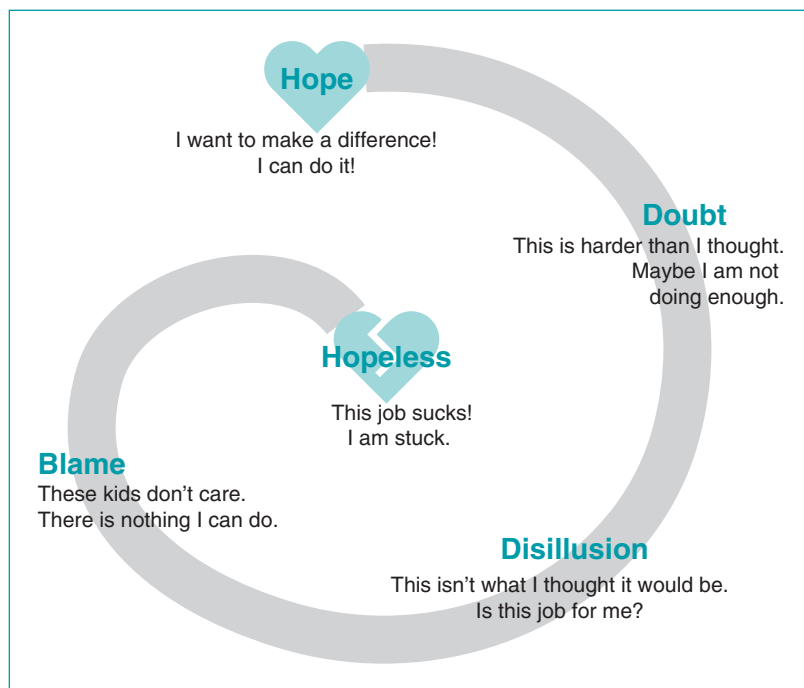 Hope
I want to make a difference!
I can do it!
Doubt
This is harder than I thought.
Maybe I am not
doing enough.
Disillusion
This isn’t what I thought it would be.
Is this job for me?
Blame
These kids don’t care.
There is nothing I can do.
Hopeless
This job sucks!
I am stuck.